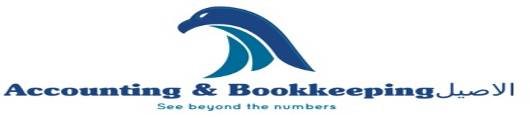 Accounting & Bookkeepingالاصيل
See beyond the numbers